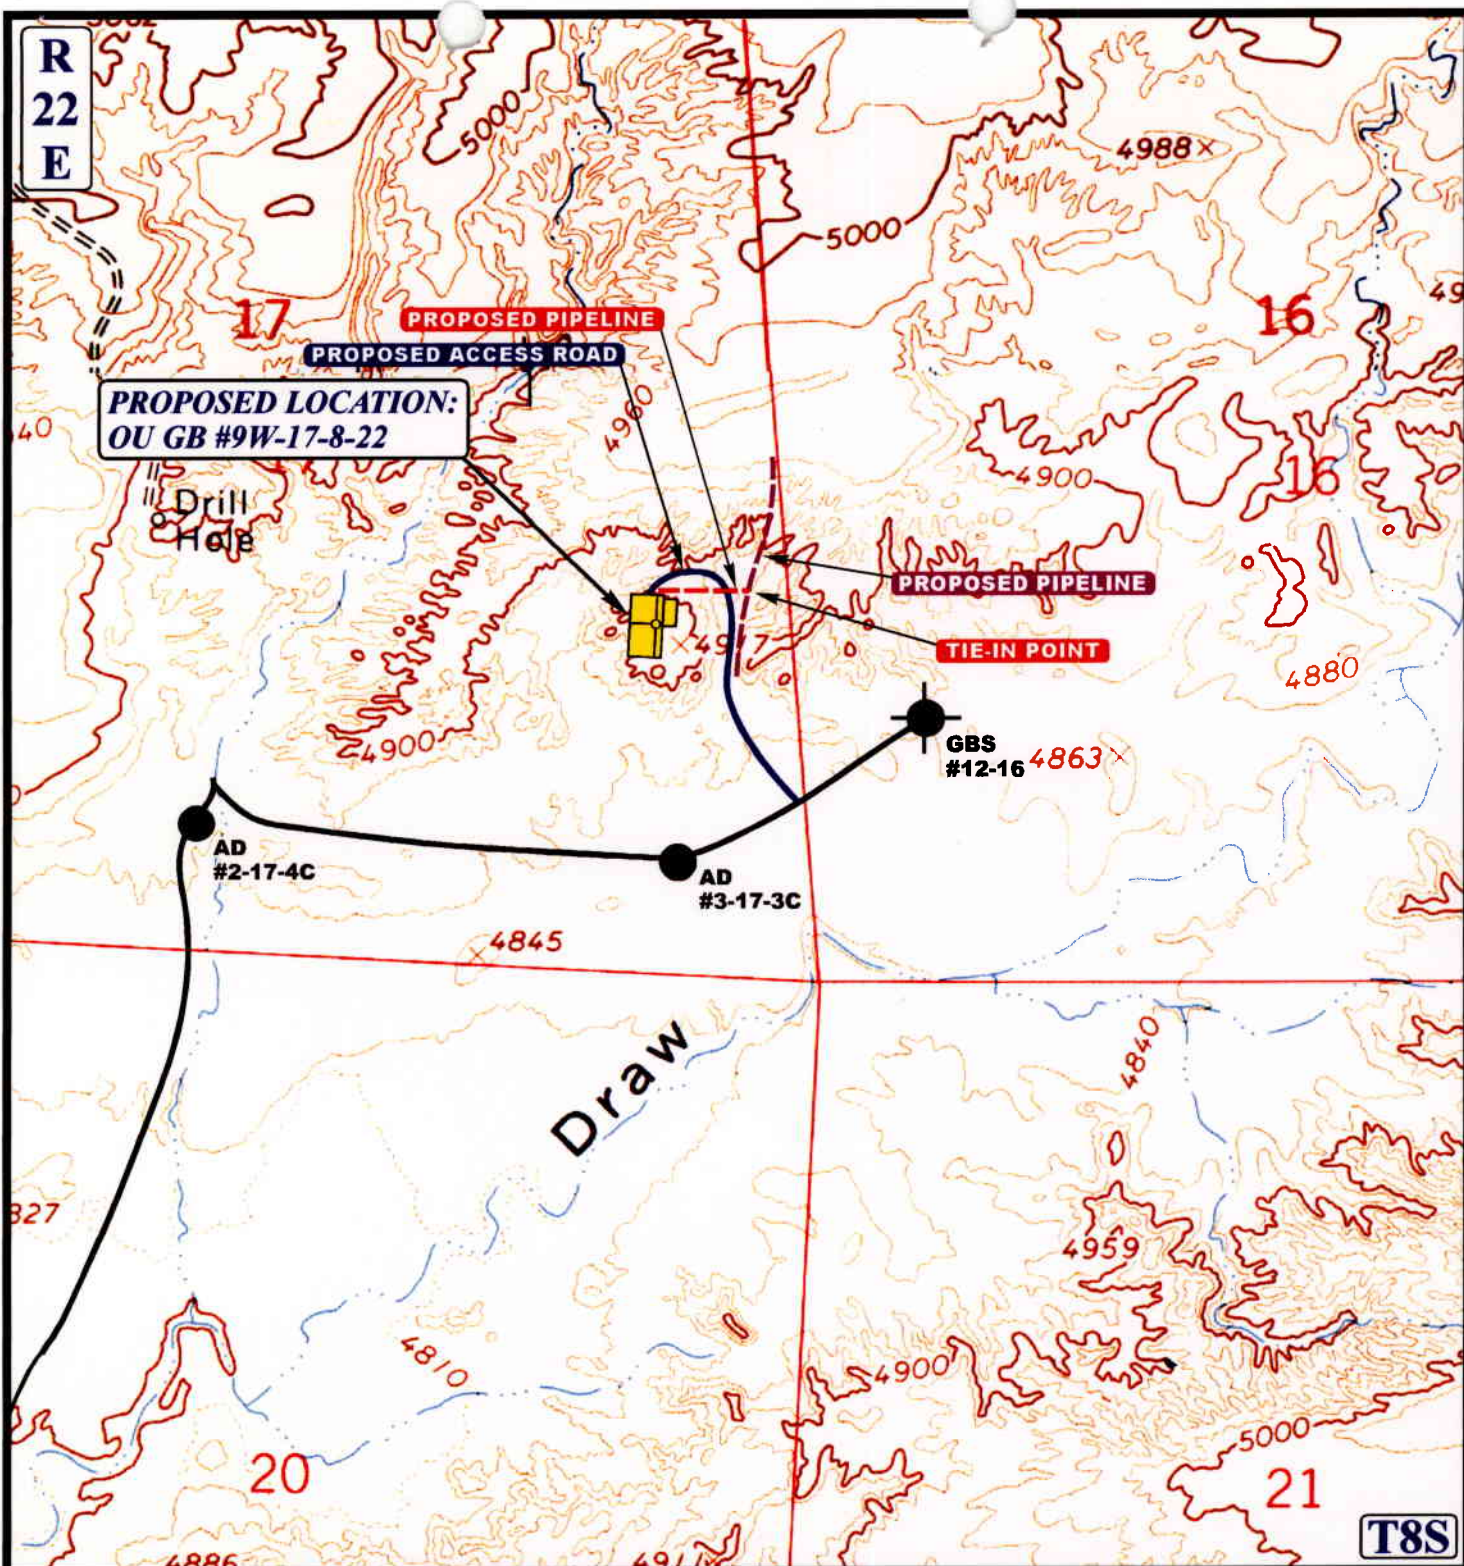 R
22
E
5000
4988
5000
17
16
PROPOSED PIPELINE
PROPOSED ACCESS ROAD
PROPOSED LOCATION:
OU GB #9W-17-8-22
4960
4900
16
Drill
Hole
PROPOSED PIPELINE
TIE-IN POINT
4880
4900
GBS
#12-16
4863
AD
#2-17-4C
AD
#3-17-3C
4845
Draw
4840
4959
4810
4900
5000
20
21
T8S
4886